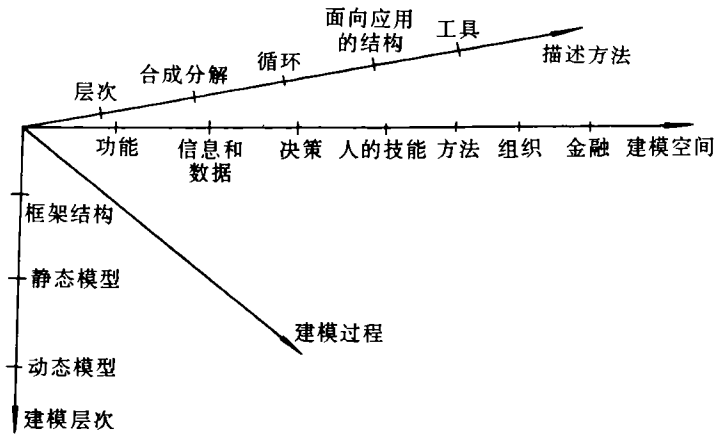 面向应用
的结构
工具
循环
描述方法
合成分解
层次
功能
信息和
数据
决策
人的技能
方法
组织
金融
建模空间
框架结构
静态模型
建模过程
动态模型
建模层次